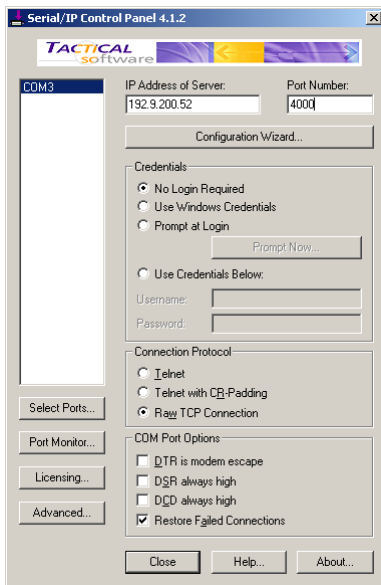 Serial/IP Control Panel 4.1.2
TACTICAL
software
COM3
IP Address of Server:
Port Number:
192.9.200.52
4000
Configuration Wizard...
Credentials
No Login Required
Use Windows Credentials
Prompt at Login
Prompt Now...
Use Credentials Below:
Username:
Password:
Connection Protocol
Telnet
Telnet with CR-Padding
Raw TCP Connection
Select Ports...
Port Monitor...
Licensing...
Advanced...
COM Port Options
DTR is modem escape
DSR always high
DCD always high
Restore Failed Connections
Close
Help...
About...